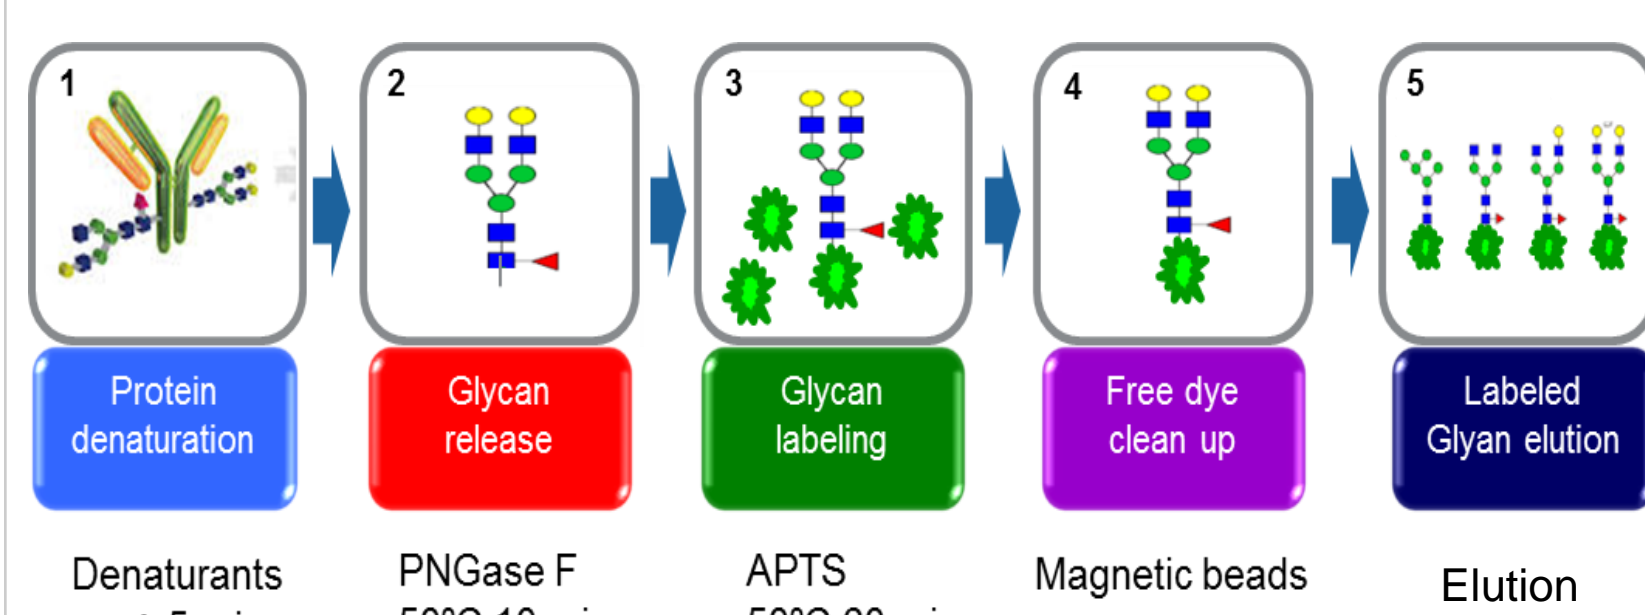 1
2
3
4
5
Protein
denaturation
Glycan
release
Glycan
labeling
Free dye
clean up
Labeled
Glyan elution
Denaturants
PNGase F
APTS
Magnetic beads
Elution